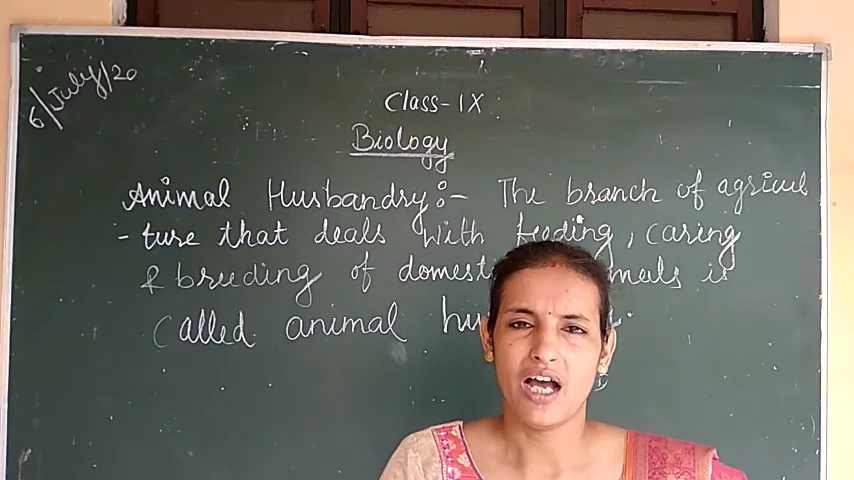 6/July/20
Class-IX
Biology
Animal Husbandry:- The branch of agricul
- ture that deals with feeding, caring
& breeding of domest mals is
called animal hu